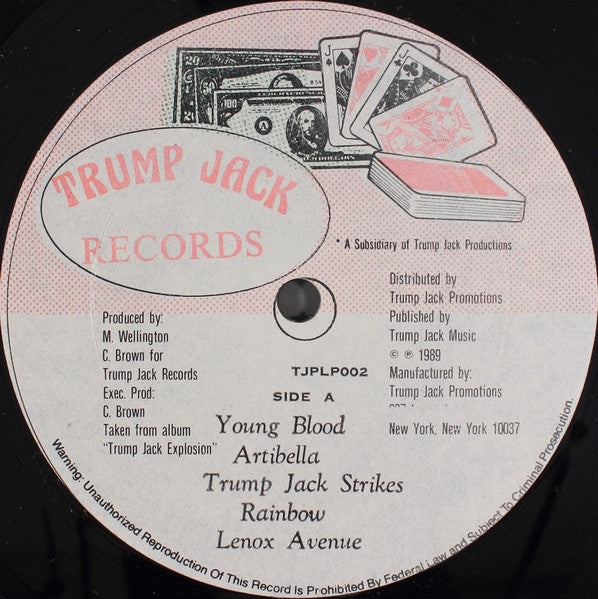 TRUMP JACK
RECORDS
* A Subsidiary of Trump Jack Productions
Distributed by
Trump Jack Promotions
Published by
Trump Jack Music
© ℗ 1989
Manufactured by:
Trump Jack Promotions
New York, New York 10037
Produced by:
M. Wellington
C. Brown for
Trump Jack Records
Exec. Prod:
C. Brown
Taken from album
"Trump Jack Explosion"
TJPLP002
SIDE A
Young Blood
Artibella
Trump Jack Strikes
Rainbow
Lenox Avenue
Warning: Unauthorized Reproduction Of This Record Is Prohibited By Federal Law and Subject To Criminal Prosecution.